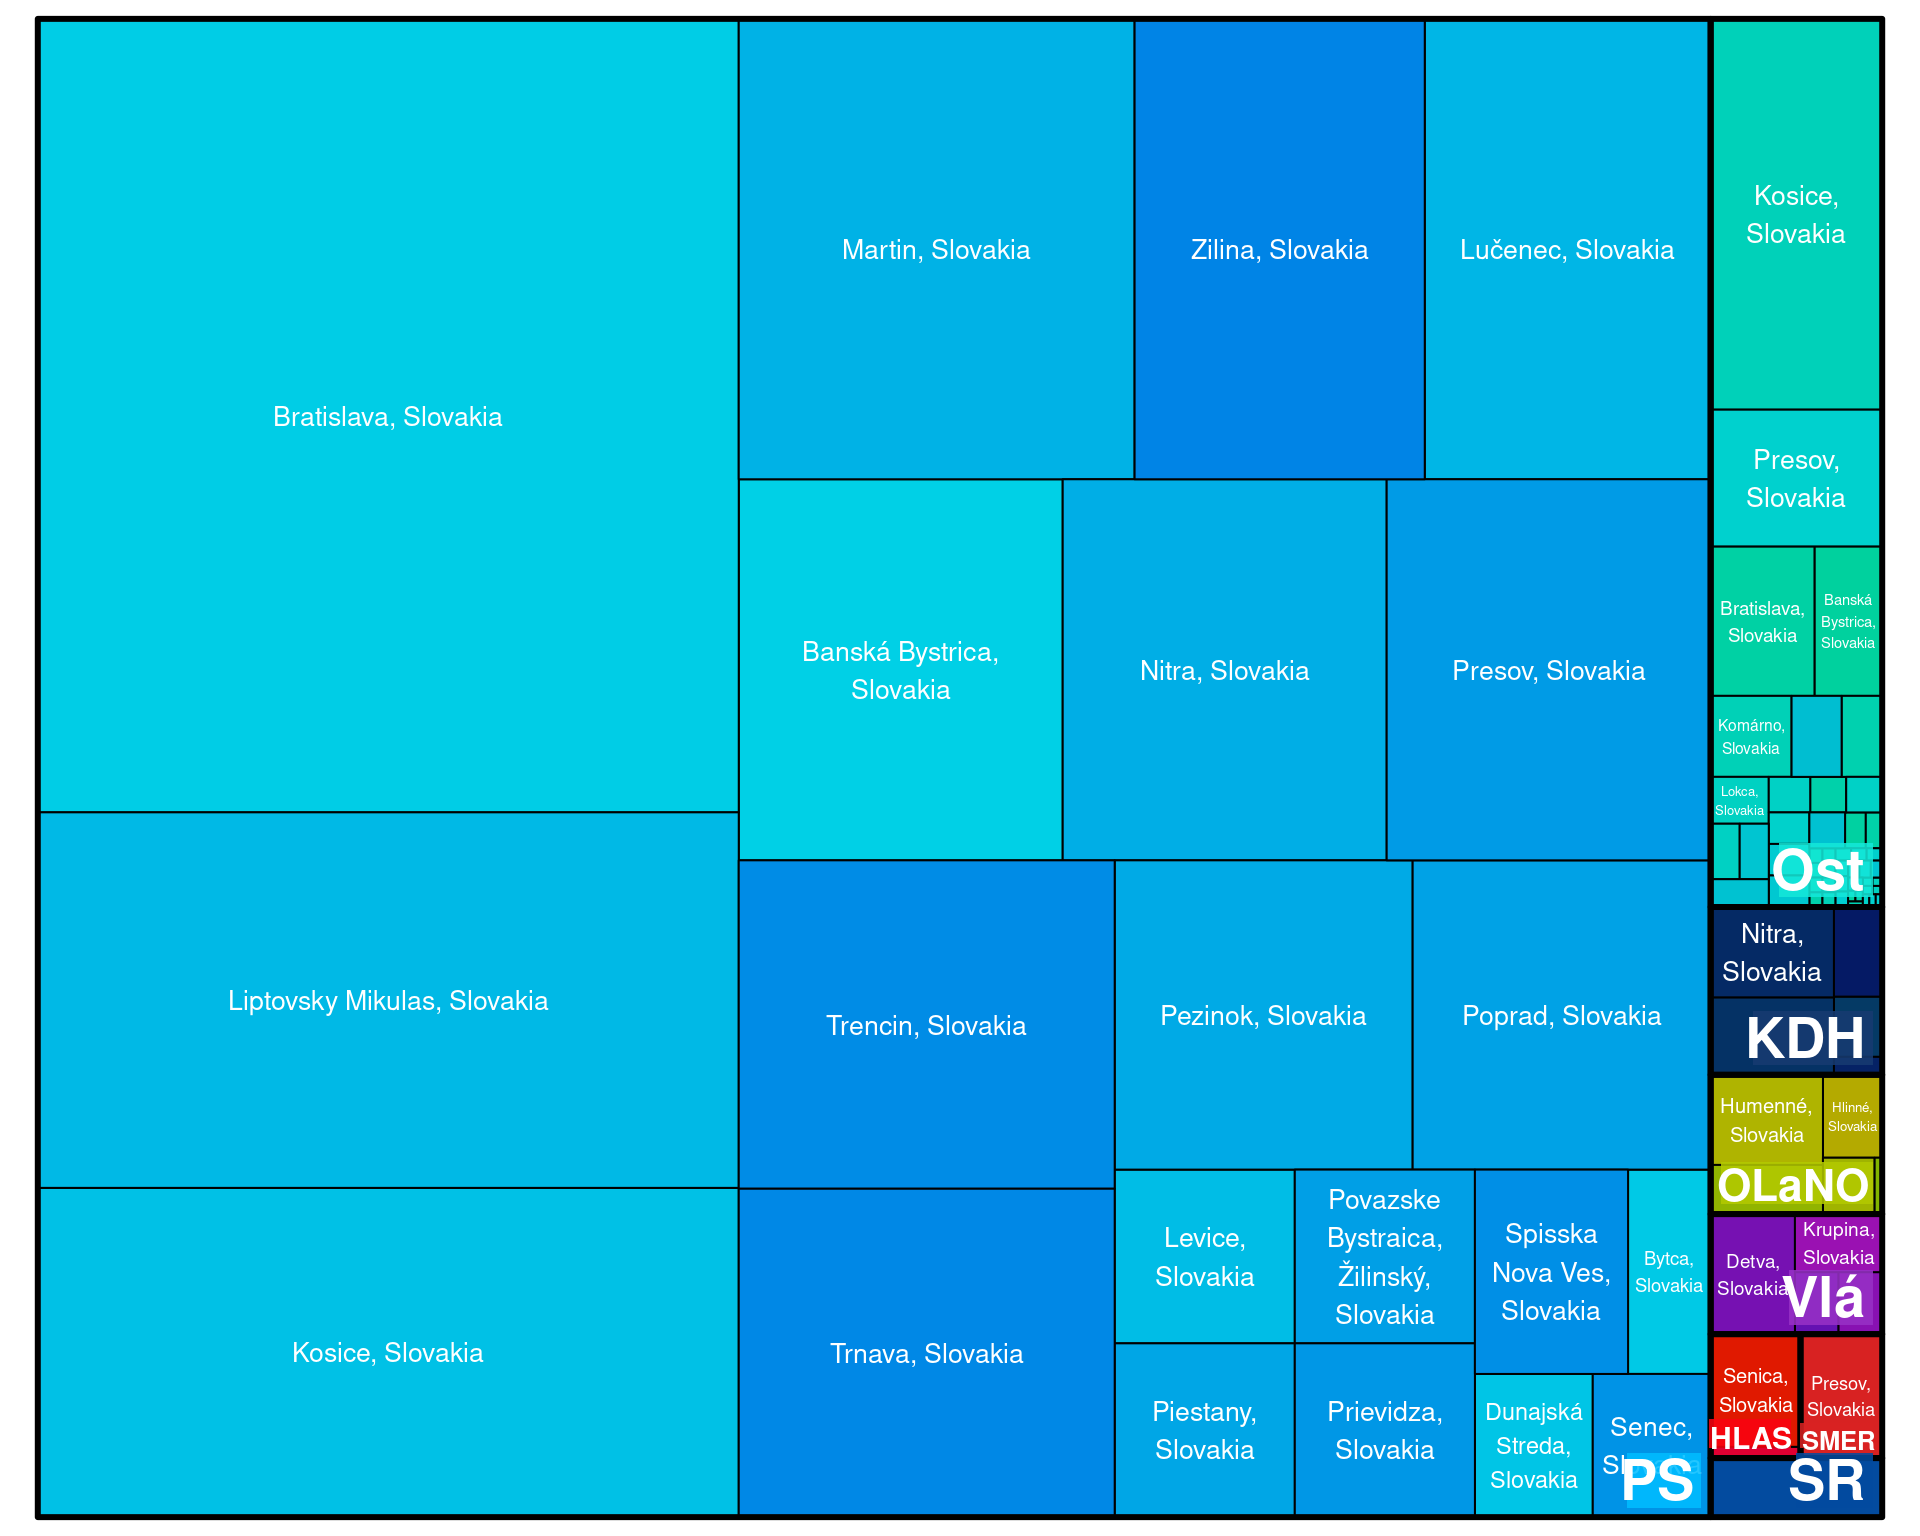 Bratislava, Slovakia
Liptovsky Mikulas, Slovakia
Kosice, Slovakia
Martin, Slovakia
Zilina, Slovakia
Lučenec, Slovakia
Banská Bystrica,
Slovakia
Nitra, Slovakia
Presov, Slovakia
Trencin, Slovakia
Pezinok, Slovakia
Poprad, Slovakia
Trnava, Slovakia
Levice,
Slovakia
Povazske
Bystraica,
Žilinský,
Slovakia
Spisska
Nova Ves,
Slovakia
Bytca,
Slovakia
Piestany,
Slovakia
Prievidza,
Slovakia
Dunajská
Streda,
Slovakia
Senec,
Slovakia
PS
Kosice,
Slovakia
Presov,
Slovakia
Bratislava,
Slovakia
Banská
Bystrica,
Slovakia
Komárno,
Slovakia
Lokca,
Slovakia
Ost
Nitra,
Slovakia
KDH
Humenné,
Slovakia
Hlinné,
Slovakia
OLaNO
Detva,
Slovakia
Krupina,
Slovakia
Vlá
Senica,
Slovakia
HLAS
Presov,
Slovakia
SMER
SR